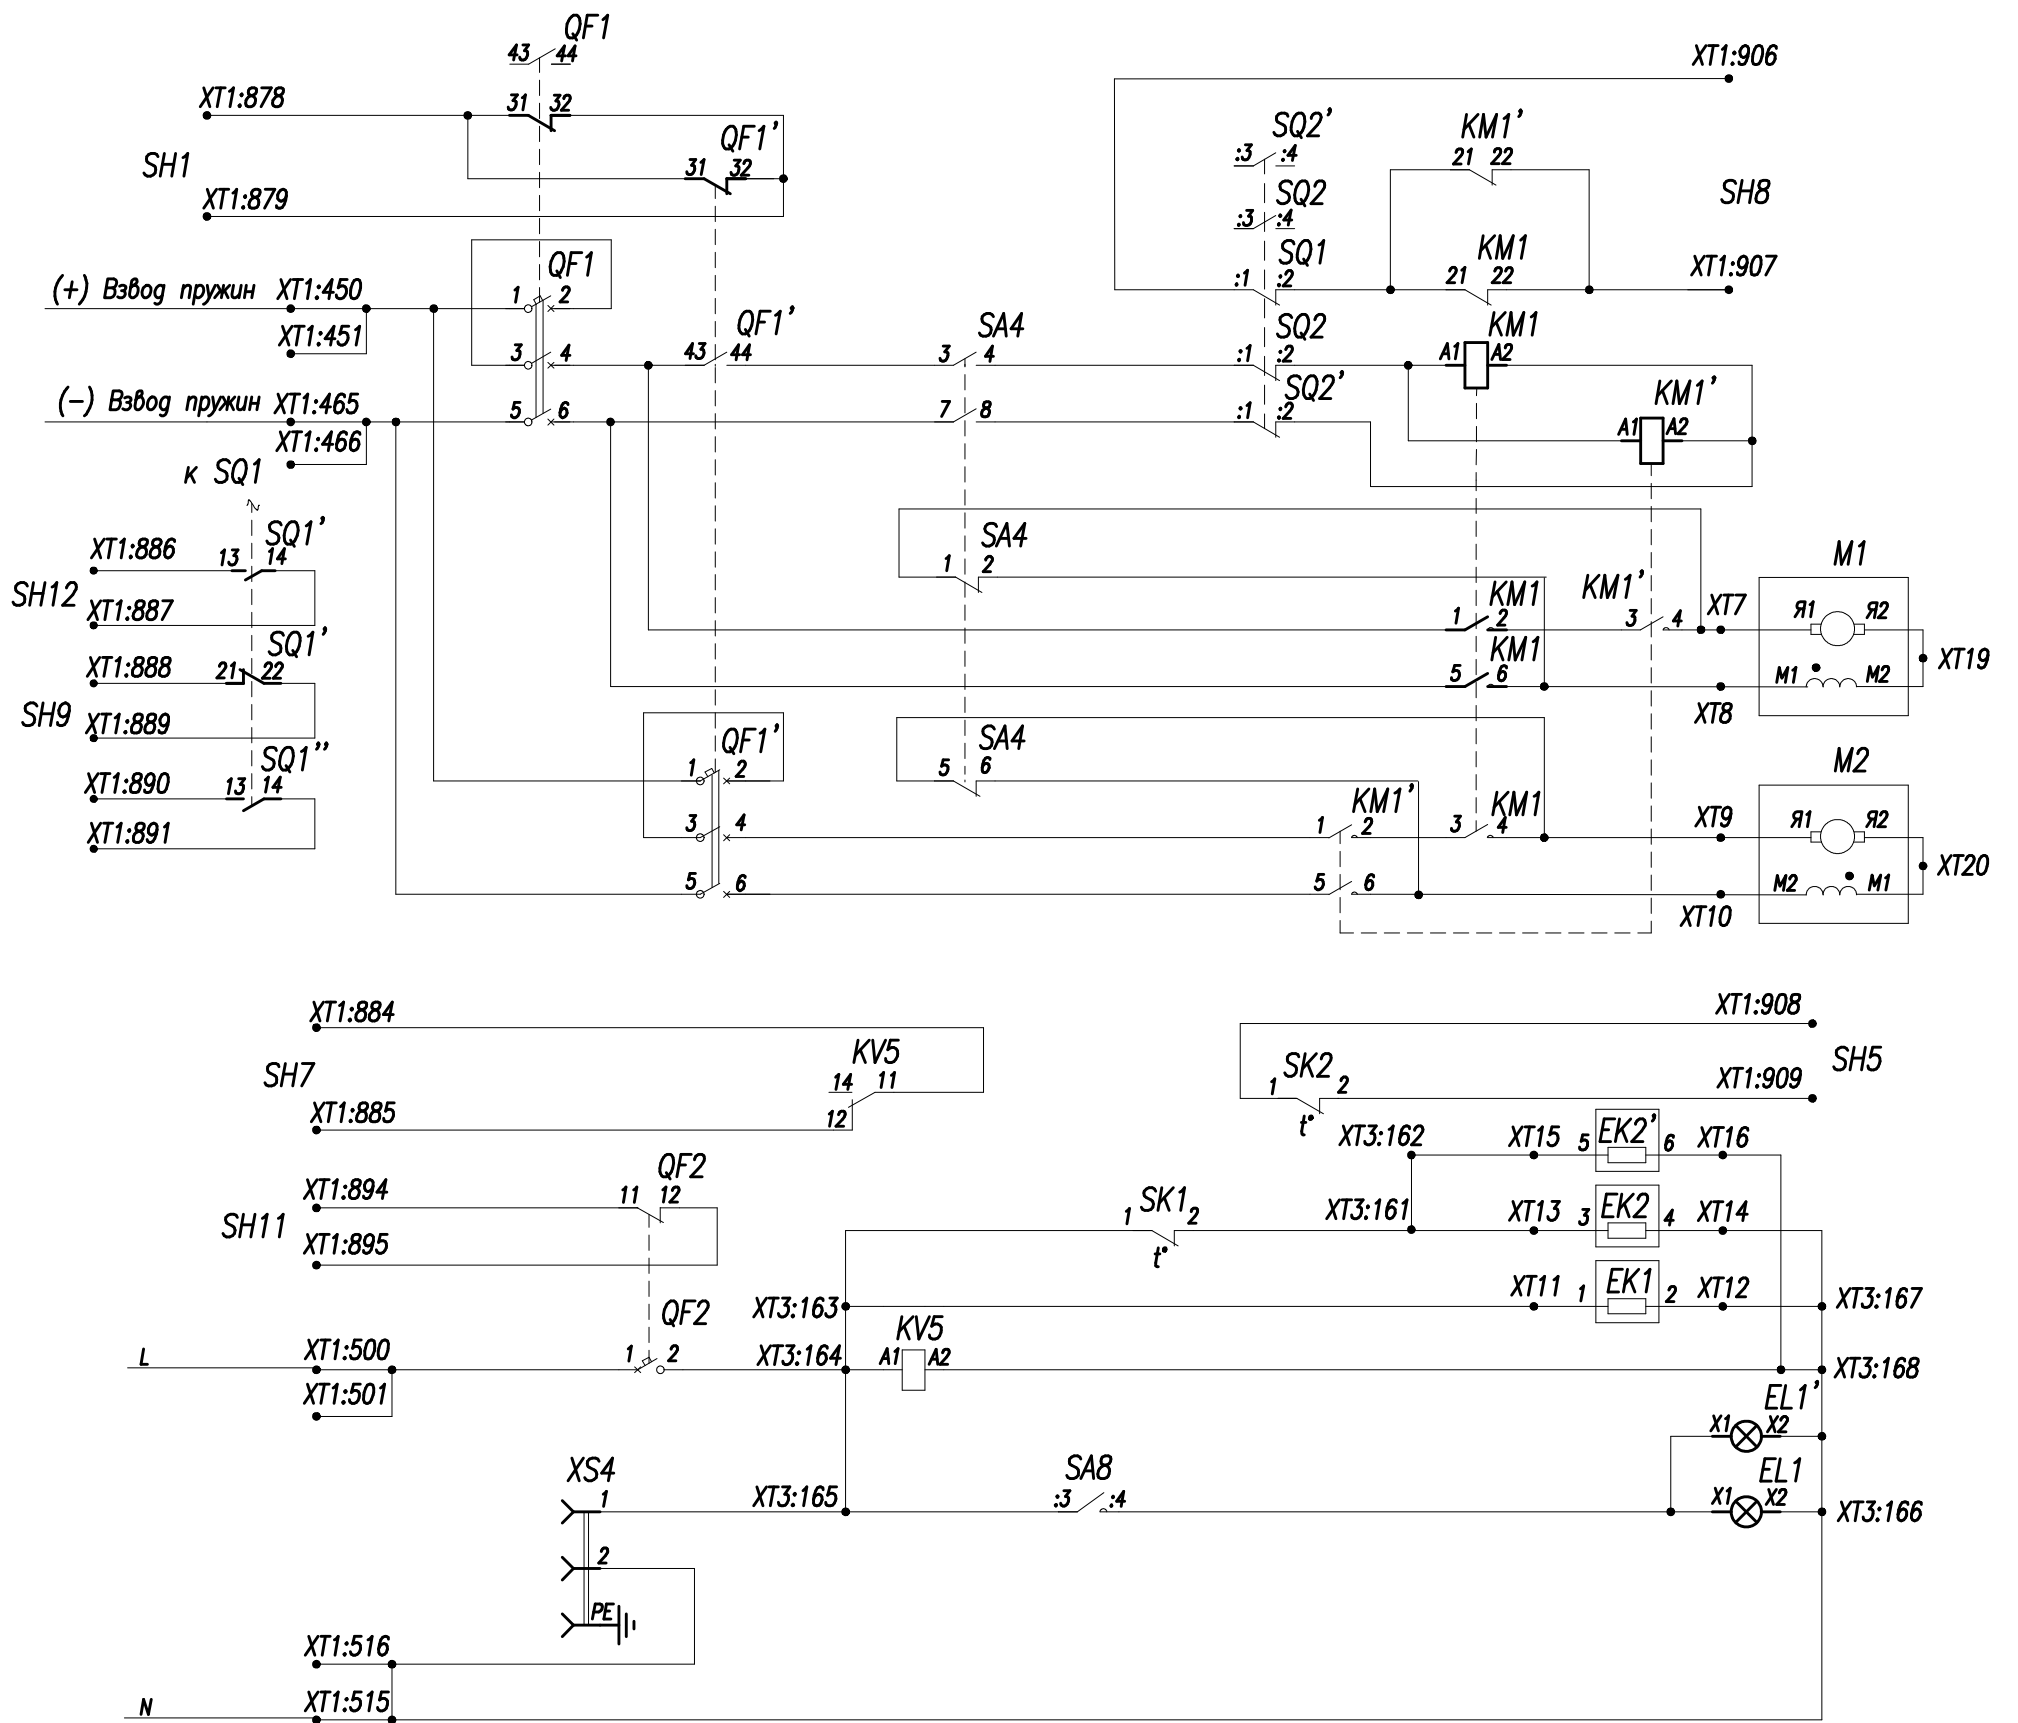 QF1
43 44
XT1:878
31 32
SH1
QF1'
31 32
XT1:879
XT1:906
SQ2'
:3 :4
KM1'
21 22
SQ2
:3 :4
SH8
SQ1
:1 :2
KM1
21 22
XT1:907
(+) Взвод пружин XT1:450
XT1:451
QF1
1 2
3 4
5 6
QF1'
43 44
SA4
3 4
7 8
SQ2
:1 :2
SQ2'
:1 :2
KM1
A1 A2
KM1'
A1 A2
(-) Взвод пружин XT1:465
XT1:466
к SQ1
SQ1'
XT1:886
13 14
SH12
XT1:887
SQ1'
XT1:888
21 22
SH9
XT1:889
SQ1''
XT1:890
13 14
XT1:891
SA4
1 2
KM1
1 2
KM1'
3 4
XT7
M1
Я1 Я2
XT19
KM1
5 6
M1 M2
XT8
QF1'
1 2
3 4
5 6
SA4
5 6
KM1'
1 2
5 6
KM1
3 4
XT9
M2
Я1 Я2
XT20
M2 M1
XT10
XT1:884
SH7
KV5
14 11
12
XT1:885
XT1:908
SK2
1 2
t°
SH5
XT1:909
QF2
XT1:894
11 12
SH11
XT1:895
XT3:162
XT15
5 EK2' 6
XT16
SK1
1 2
t°
XT3:161
XT13
3 EK2 4
XT14
XT3:163
XT11
1 EK1 2
XT12
XT3:167
L
XT1:500
XT1:501
QF2
1 2
XT3:164
KV5
A1 A2
XT3:168
EL1'
X1 X2
XS4
1
2
PE
XT3:165
SA8
:3 :4
EL1
X1 X2
XT3:166
XT1:516
N
XT1:515